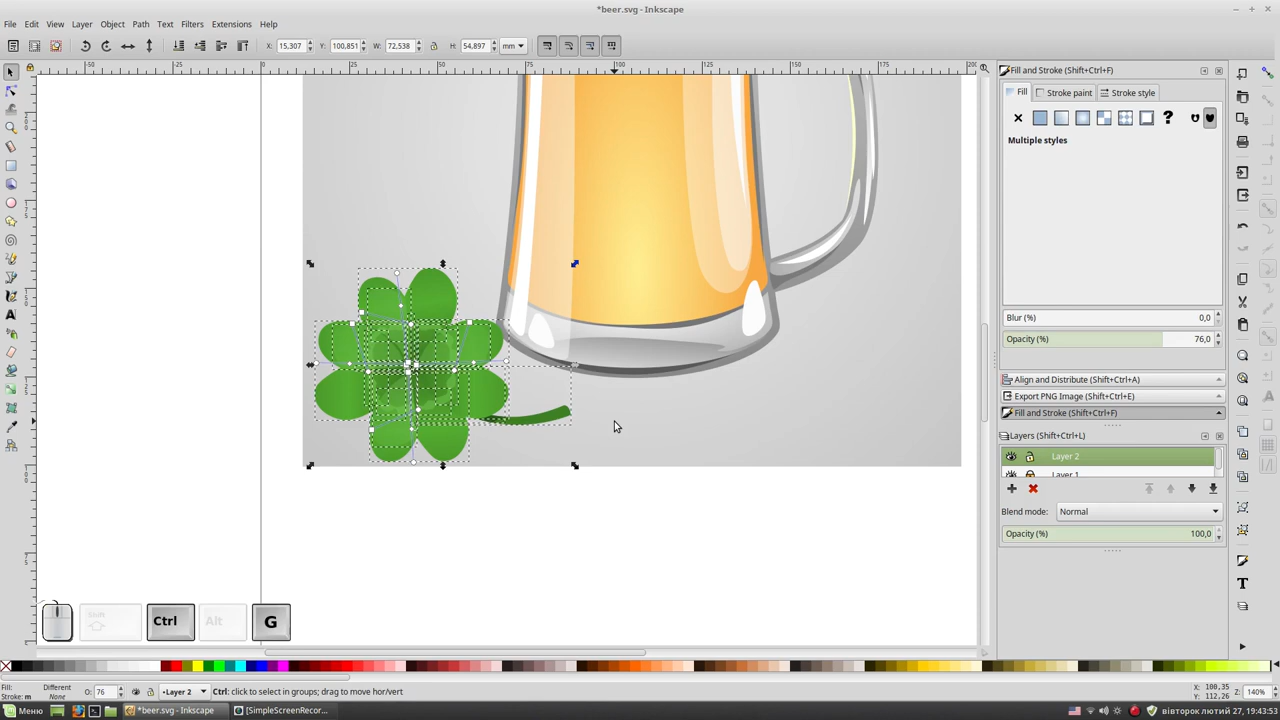 *beer.svg - Inkscape
File Edit View Layer Object Path Text Filters Extensions Help
X: 15,307 Y: 100,851 W: 72,538 H: 54,897 mm
Fill and Stroke (Shift+Ctrl+F)
Fill Stroke paint Stroke style
Multiple styles
Blur (%) 0,0
Opacity (%) 76,0
Align and Distribute (Shift+Ctrl+A)
Export PNG Image (Shift+Ctrl+E)
Fill and Stroke (Shift+Ctrl+F)
Layers (Shift+Ctrl+L)
Layer 2
Layer 1
Blend mode: Normal
Opacity (%) 100,0
Shift
Ctrl Alt G
Fill: Different
Stroke: m None
O: 76
•Layer 2
Ctrl: click to select in groups; drag to move hor/vert
X: 100,35
Y: 112,26
Z: 140%
Меню *beer.svg - Inkscape [SimpleScreenRecor... вівторок лютий 27, 19:43:53